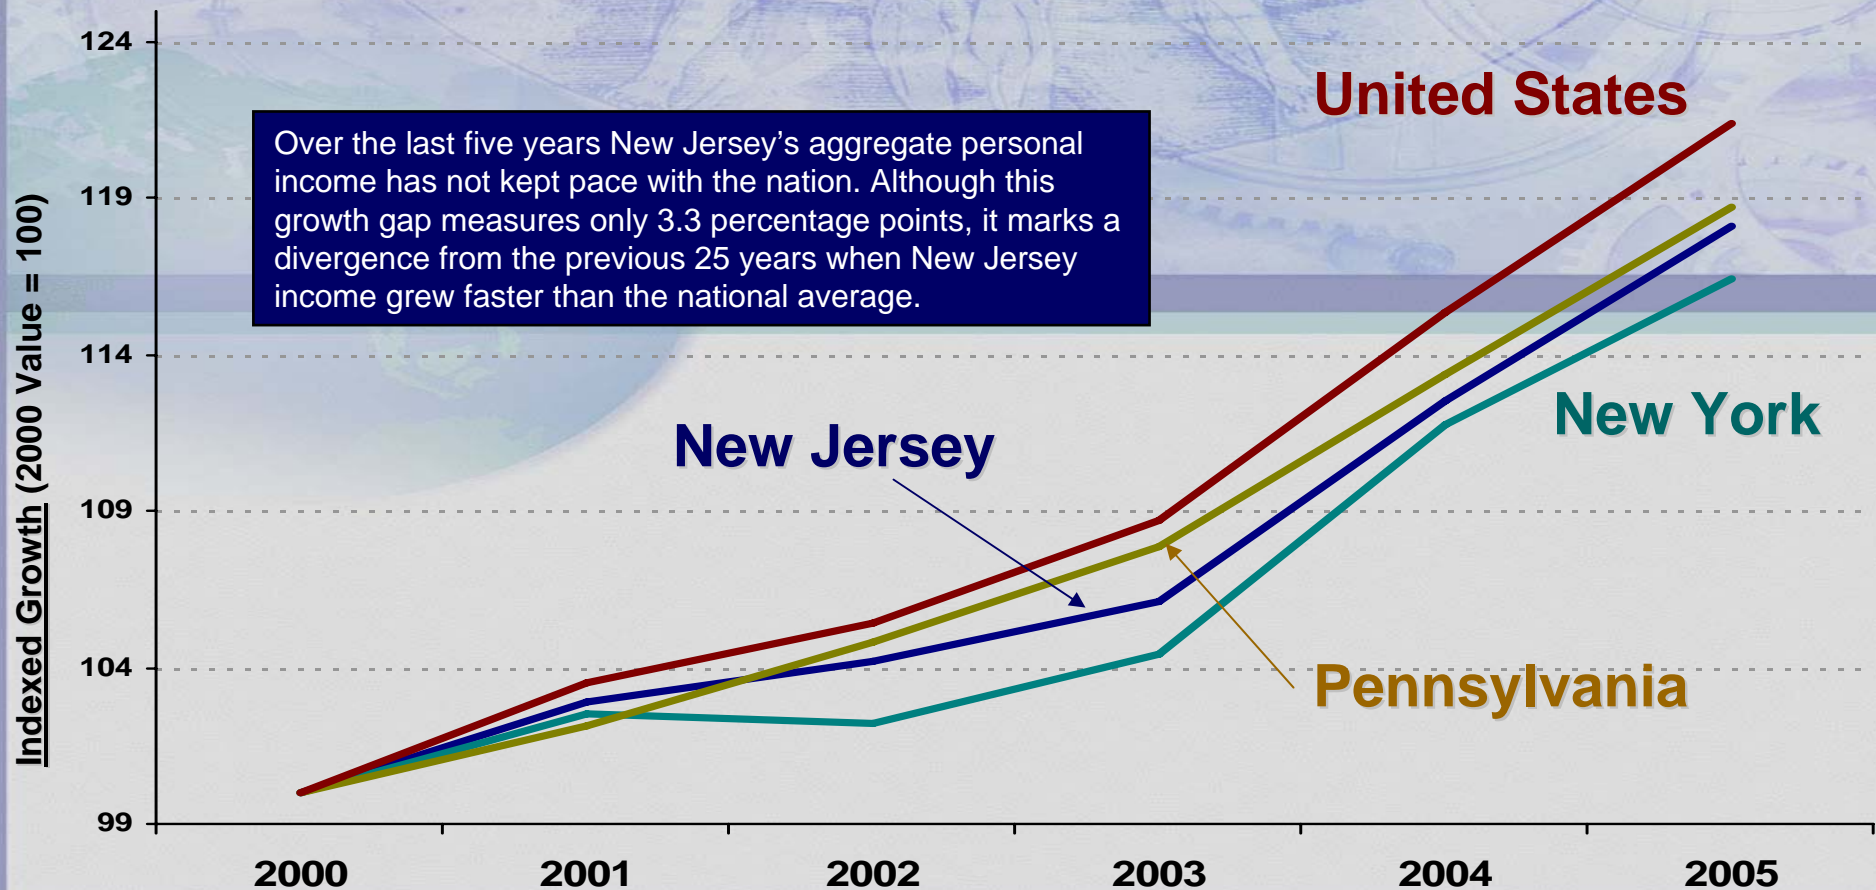 124
United States
Over the last five years New Jersey’s aggregate personal
income has not kept pace with the nation. Although this
growth gap measures only 3.3 percentage points, it marks a
divergence from the previous 25 years when New Jersey
income grew faster than the national average.
119
Indexed Growth (2000 Value = 100)
114
New York
New Jersey
109
104
Pennsylvania
99
2000 2001 2002 2003 2004 2005